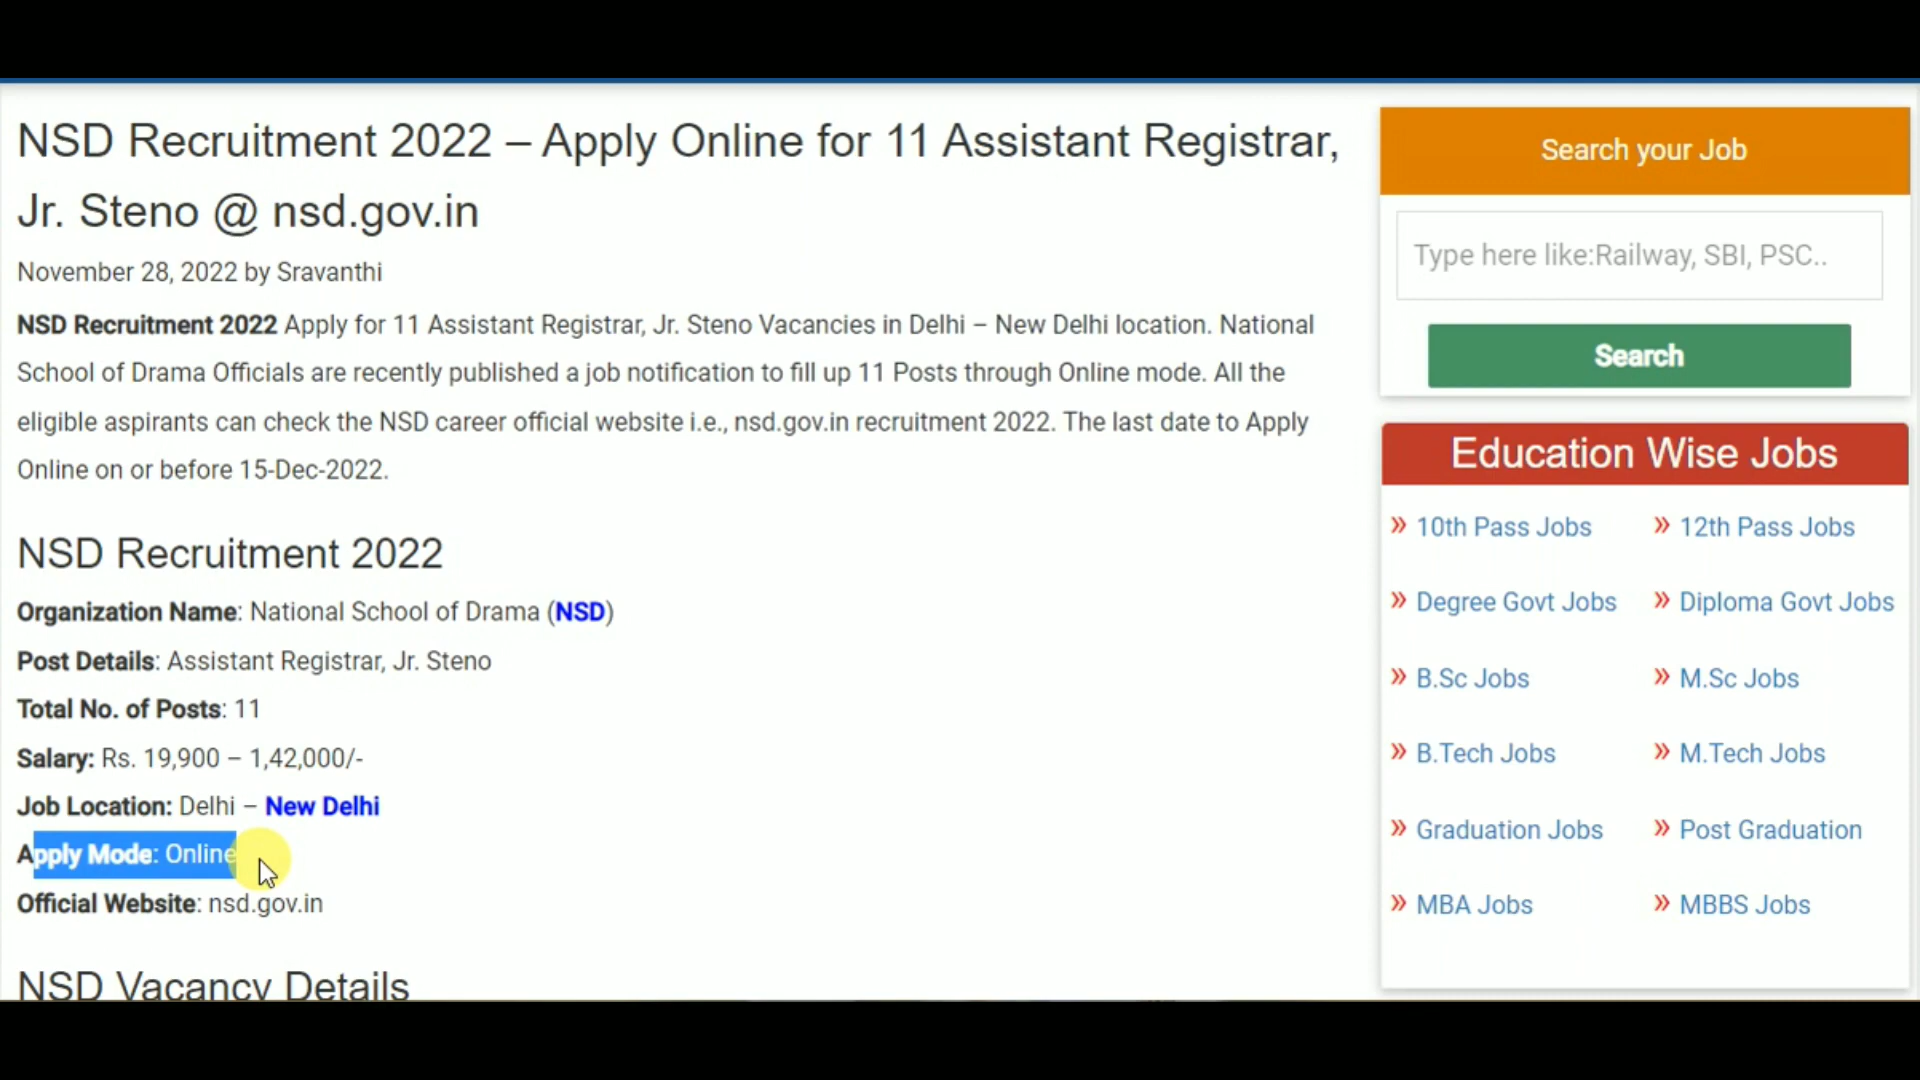 NSD Recruitment 2022 – Apply Online for 11 Assistant Registrar,
Jr. Steno @ nsd.gov.in
November 28, 2022 by Sravanthi
NSD Recruitment 2022 Apply for 11 Assistant Registrar, Jr. Steno Vacancies in Delhi – New Delhi location. National
School of Drama Officials are recently published a job notification to fill up 11 Posts through Online mode. All the
eligible aspirants can check the NSD career official website i.e., nsd.gov.in recruitment 2022. The last date to Apply
Online on or before 15-Dec-2022.
NSD Recruitment 2022
Organization Name: National School of Drama (NSD)
Post Details: Assistant Registrar, Jr. Steno
Total No. of Posts: 11
Salary: Rs. 19,900 – 1,42,000/-
Job Location: Delhi – New Delhi
Apply Mode: Online
Official Website: nsd.gov.in
NSD Vacancy Details
Search your Job
Type here like:Railway, SBI, PSC..
Search
Education Wise Jobs
» 10th Pass Jobs » 12th Pass Jobs
» Degree Govt Jobs » Diploma Govt Jobs
» B.Sc Jobs » M.Sc Jobs
» B.Tech Jobs » M.Tech Jobs
» Graduation Jobs » Post Graduation
» MBA Jobs » MBBS Jobs